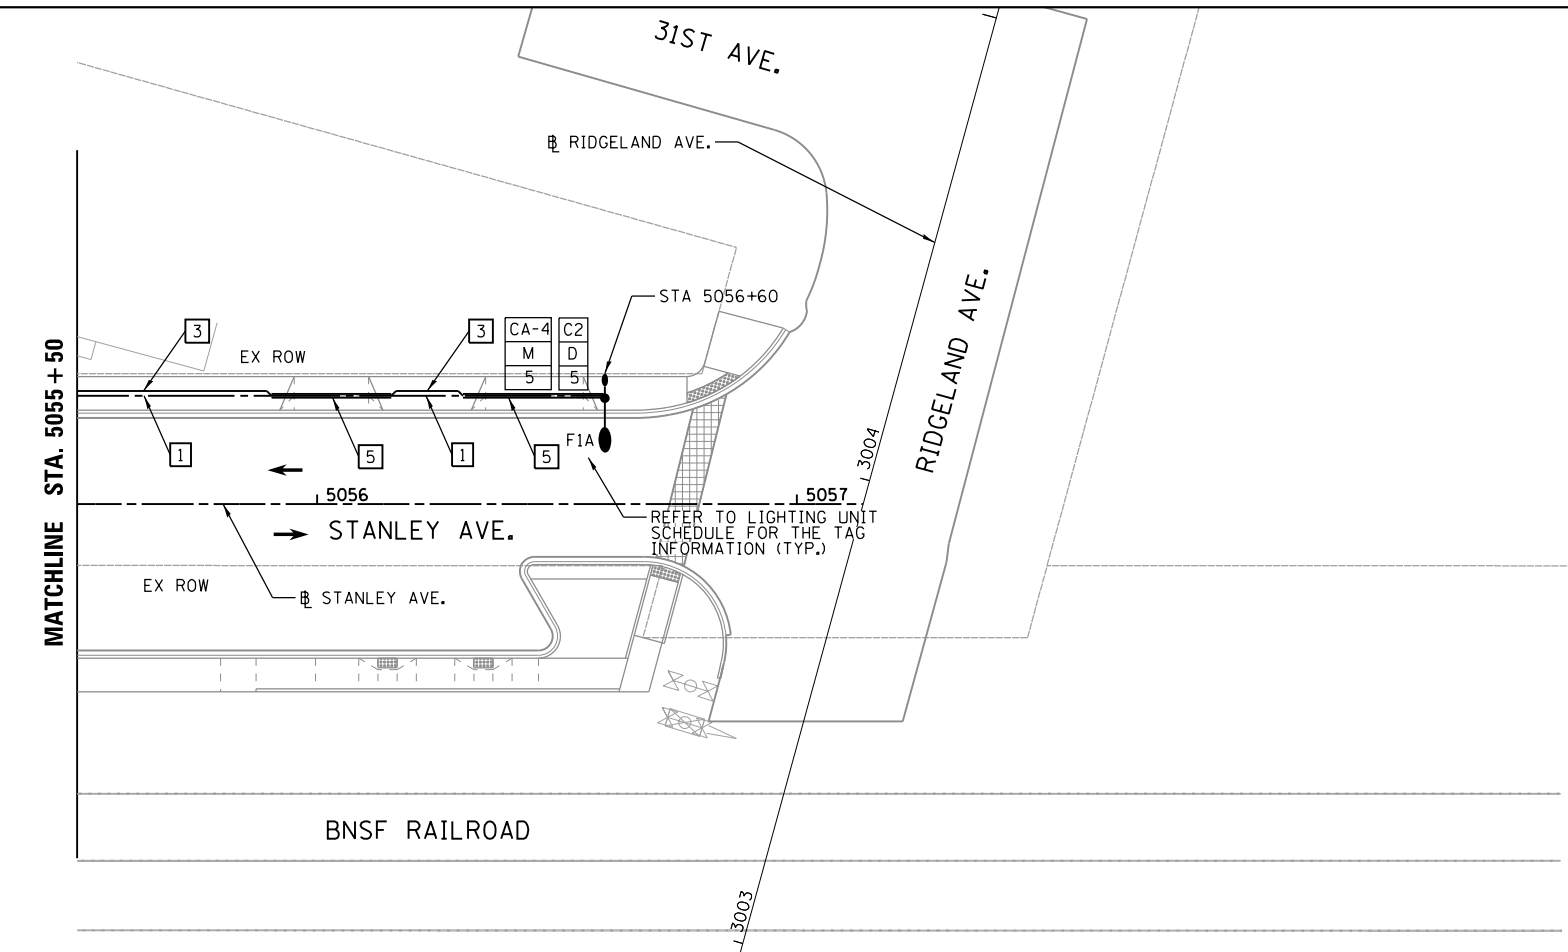 31ST AVE.
℄ RIDGELAND AVE.
STA 5056+60
3
3
CA-4
M
5
C2
D
5
EX ROW
RIDGELAND AVE.
MATCHLINE STA. 5055+50
1
5
1
5
F1A
3004
5056
5057
STANLEY AVE.
REFER TO LIGHTING UNIT
SCHEDULE FOR THE TAG
INFORMATION (TYP.)
EX ROW
℄ STANLEY AVE.
BNSF RAILROAD
3003